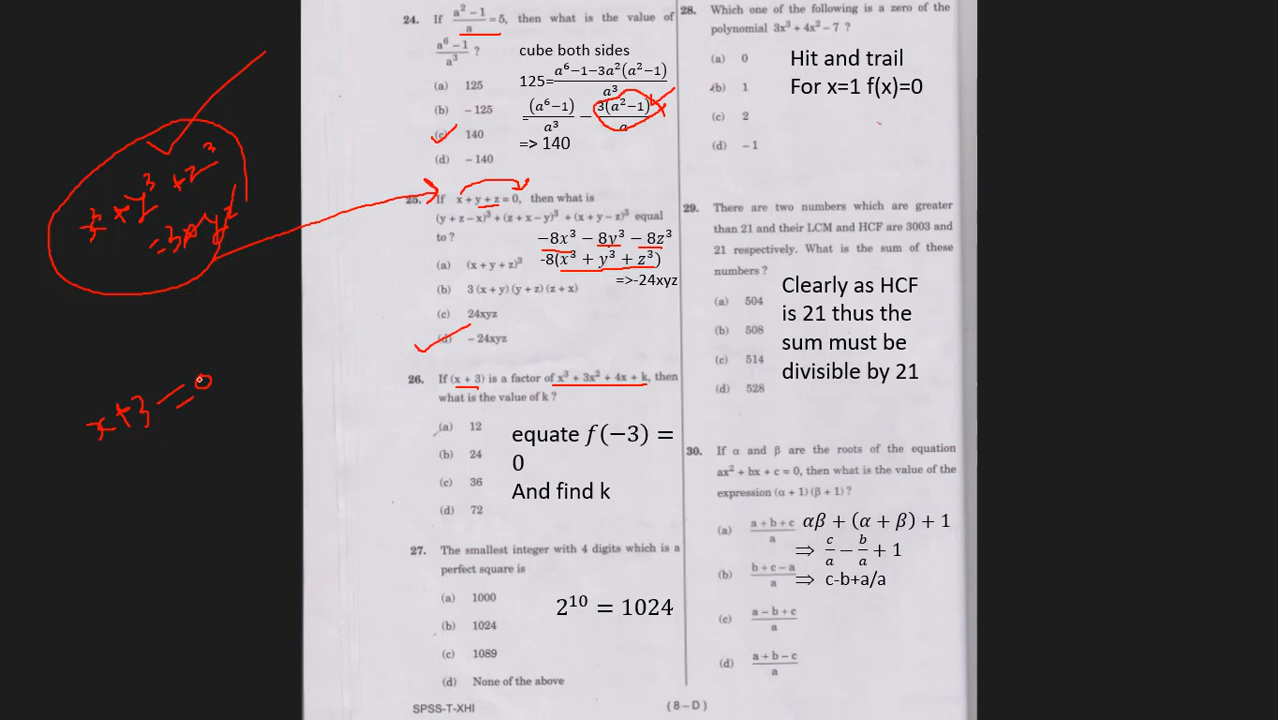 24. If a² – 1 / a = 5, then what is the value of
a⁶ – 1 / a³ ?
(a) 125
(b) – 125
(c) 140
(d) – 140
cube both sides
125= a⁶−1−3a²(a²−1) / a³
= (a⁶−1) / a³ − 3(a²−1) / a
=> 140
25. If x + y + z = 0, then what is
(y + z – x)³ + (z + x – y)³ + (x + y – z)³ equal
to ?
(a) (x + y + z)³
(b) 3 (x + y) (y + z) (z + x)
(c) 24xyz
(d) – 24xyz
−8x³ − 8y³ − 8z³
-8(x³ + y³ + z³)
=>-24xyz
x³ + y³ + z³
= 3xyz
26. If (x + 3) is a factor of x³ + 3x² + 4x + k, then
what is the value of k ?
(a) 12
(b) 24
(c) 36
(d) 72
equate f(−3) =
0
And find k
x+3 = 0
27. The smallest integer with 4 digits which is a
perfect square is
(a) 1000
(b) 1024
(c) 1089
(d) None of the above
2¹⁰ = 1024
SPSS-T-XHI
( 8 – D )
28. Which one of the following is a zero of the
polynomial 3x³ + 4x² – 7 ?
(a) 0
(b) 1
(c) 2
(d) – 1
Hit and trail
For x=1 f(x)=0
29. There are two numbers which are greater
than 21 and their LCM and HCF are 3003 and
21 respectively. What is the sum of these
numbers ?
(a) 504
(b) 508
(c) 514
(d) 528
Clearly as HCF
is 21 thus the
sum must be
divisible by 21
30. If α and β are the roots of the equation
ax² + bx + c = 0, then what is the value of the
expression (α + 1) (β + 1) ?
(a) a + b + c / a
(b) b + c – a / a
(c) a – b + c / a
(d) a + b – c / a
αβ + (α + β) + 1
⇒ c/a − b/a + 1
⇒ c-b+a/a